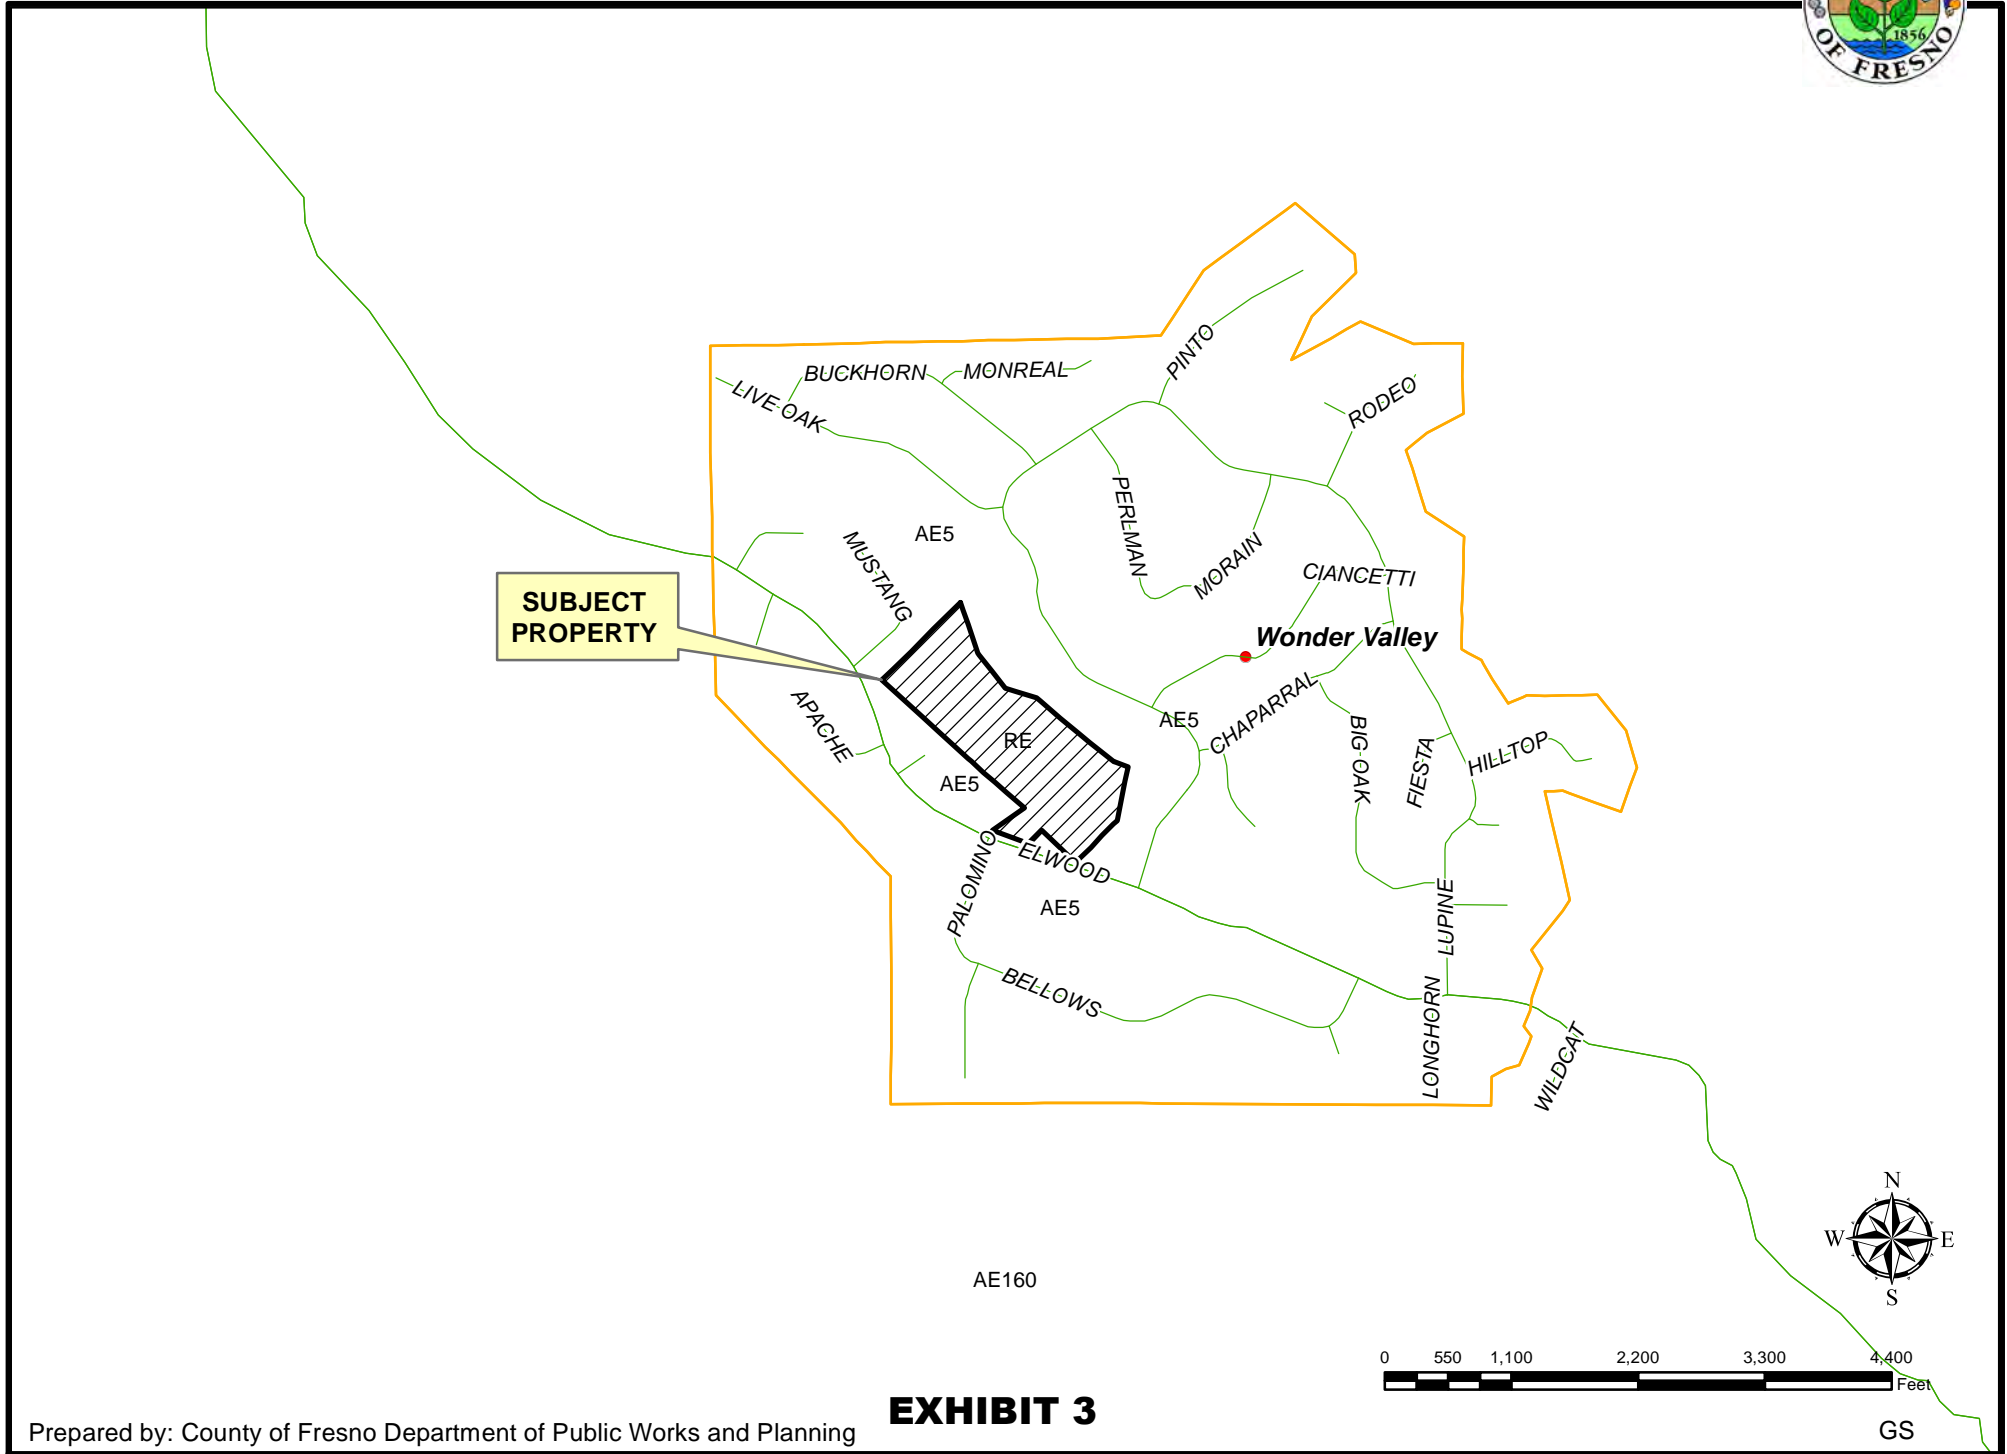 1856
OF FRESNO
PINTO
BUCKHORN
MONREAL
LIVE OAK
RODEO
PERLMAN
AE5
MUSTANG
MORAIN
CIANCETTI
SUBJECT
PROPERTY
Wonder Valley
CHAPARRAL
APACHE
AE5
RE
BIG OAK
FIESTA
HILLTOP
AE5
PALOMINO
ELWOOD
AE5
LUPINE
BELLOWS
LONGHORN
WILDCAT
N
W E
S
AE160
0 550 1,100 2,200 3,300 4,400
Feet
EXHIBIT 3
Prepared by: County of Fresno Department of Public Works and Planning
GS